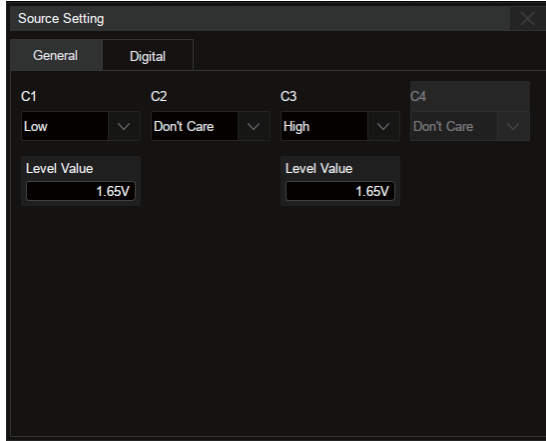 Source Setting
General Digital
C1 C2 C3 C4
Low Don't Care High Don't Care
Level Value Level Value
1.65V 1.65V